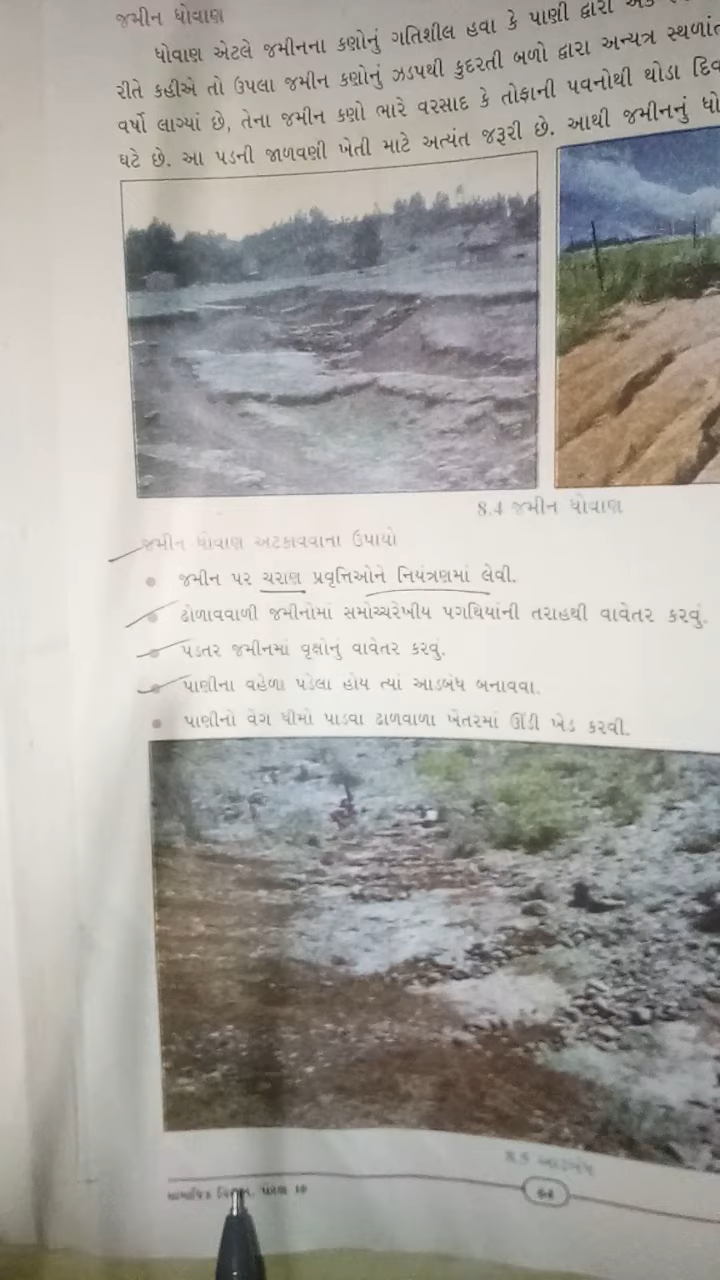 જમીન ધોવાણ
ધોવાણ એટલે જમીનના કણોનું ગતિશીલ હવા કે પાણી દ્વારા
રીતે કહીએ તો ઉપલા જમીન કણોનું ઝડપથી કુદરતી બળો દ્વારા અન્યત્ર
વર્ષો લાગ્યાં છે, તેના જમીન કણો ભારે વરસાદ કે તોફાની પવનોથી થોડા
ઘટે છે. આ પડની જાળવણી ખેતી માટે અત્યંત જરૂરી છે. આથી જમીનનું
8.4 જમીન ધોવાણ
જમીન ધોવાણ અટકાવવાના ઉપાયો
• જમીન પર ચરાણ પ્રવૃત્તિઓને નિયંત્રણમાં લેવી.
• ઢોળાવવાળી જમીનોમાં સમોચ્ચરેખીય પગથિયાંની તરાહથી વાવેતર કરવું.
• પડતર જમીનમાં વૃક્ષોનું વાવેતર કરવું.
• પાણીના વહેળા પડેલા હોય ત્યાં આડબંધ બનાવવા.
• પાણીનો વેગ ધીમો પાડવા ઢાળવાળા ખેતરમાં ઊંડી ખેડ કરવી.
8.5 આડબંધ
સામાજિક